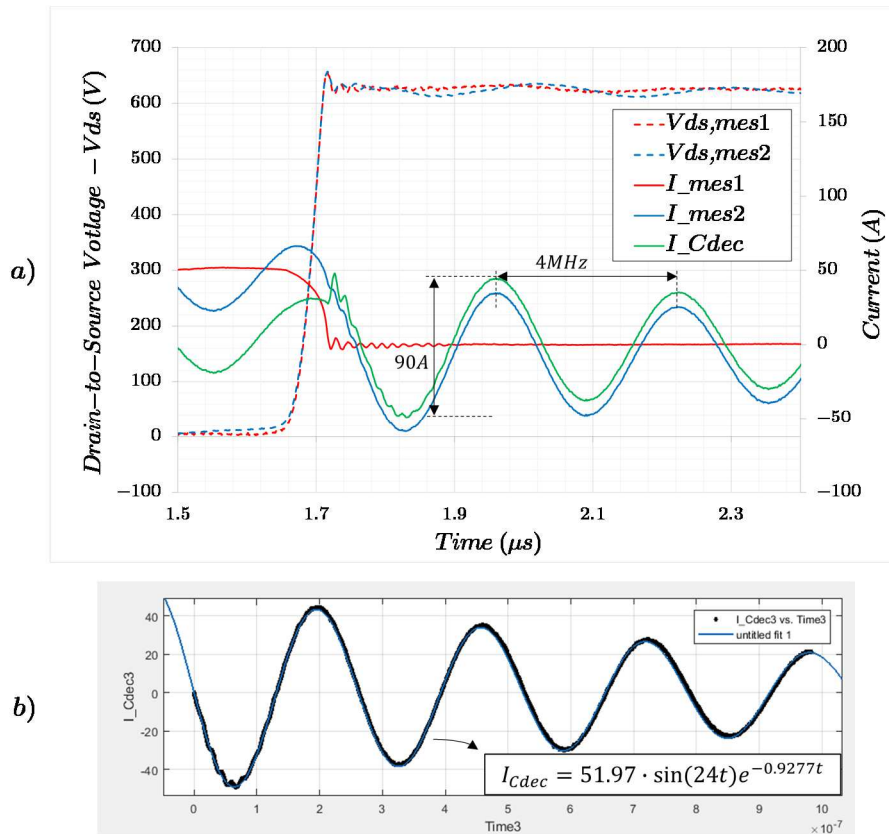 a)
Drain-to-Source Votlage - Vds (V)
700
600
500
400
300
200
100
0
-100
200
150
100
50
0
-50
-100
Current (A)
Vds,mes1
Vds,mes2
I_mes1
I_mes2
I_Cdec
4MHz
90A
1.5
1.7
1.9
2.1
2.3
Time (μs)
b)
I_Cdec3
40
20
0
-20
-40
I_Cdec3 vs. Time3
untitled fit 1
I_Cdec = 51.97 · sin(24t)e^-0.9277t
0
1
2
3
4
5
6
7
8
9
10
Time3
×10^-7